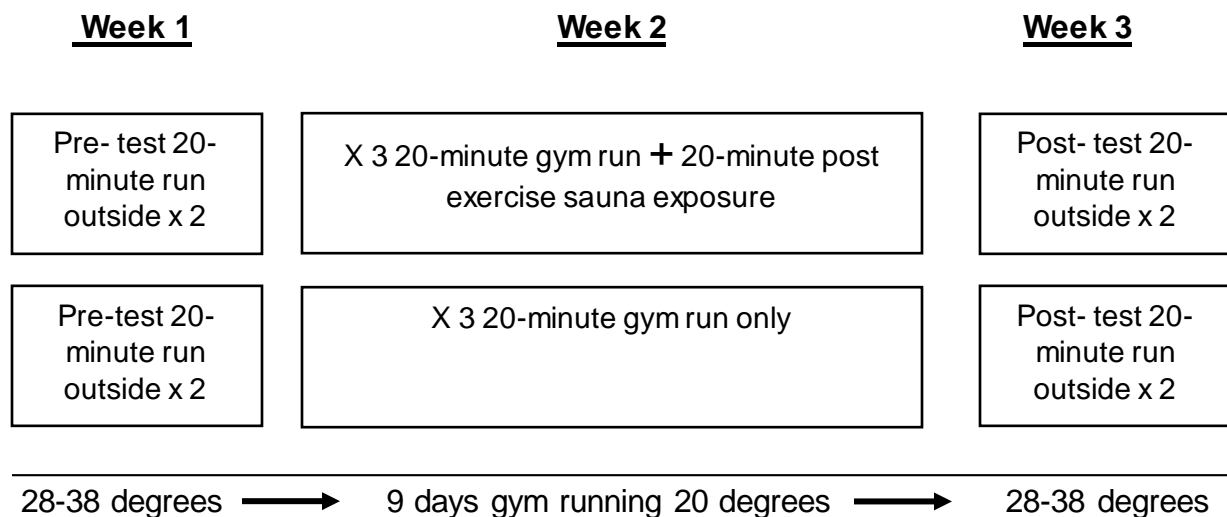 Week 1
Week 2
Week 3
Pre- test 20-
minute run
outside x 2
X 3 20-minute gym run + 20-minute post
exercise sauna exposure
Post- test 20-
minute run
outside x 2
Pre-test 20-
minute run
outside x 2
X 3 20-minute gym run only
Post- test 20-
minute run
outside x 2
28-38 degrees
9 days gym running 20 degrees
28-38 degrees